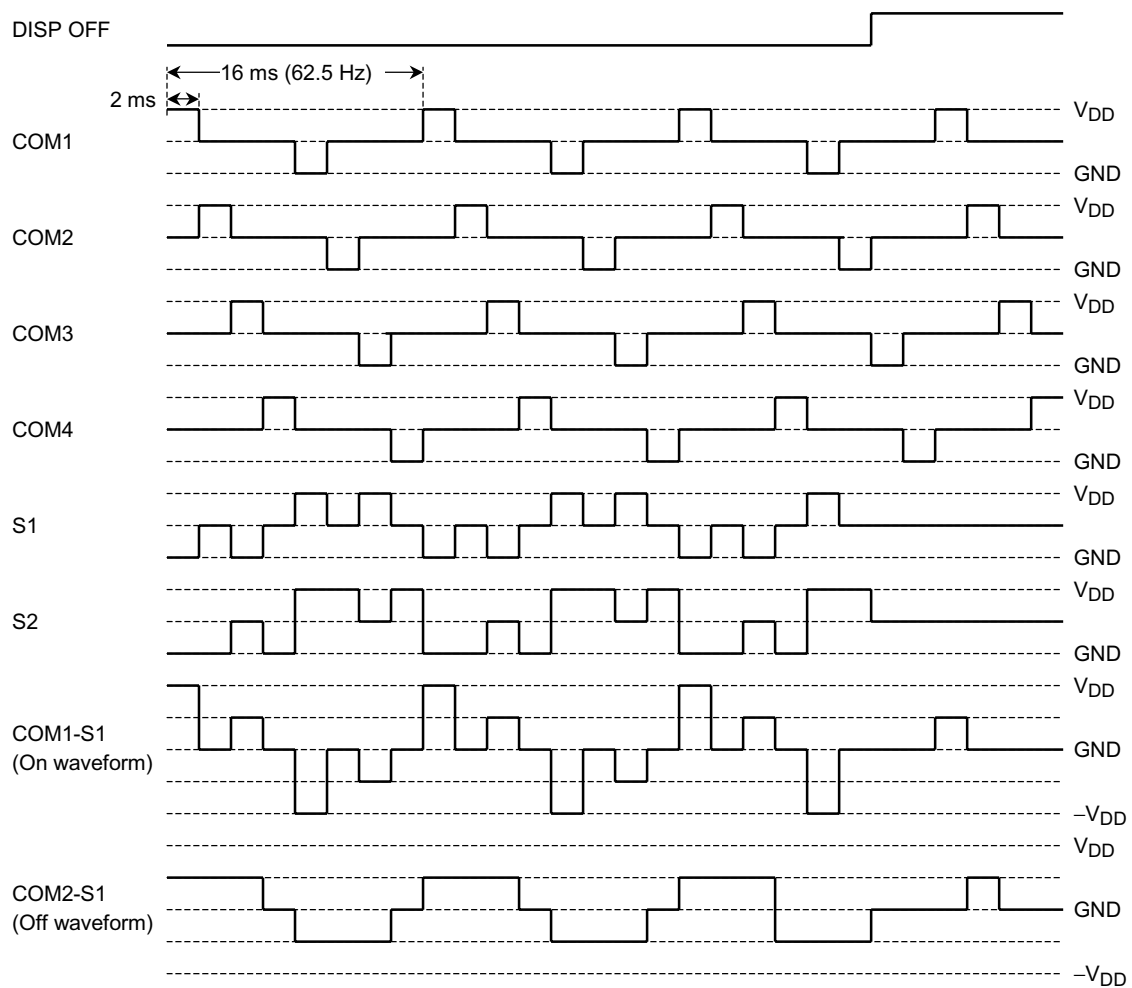 DISP OFF
16 ms (62.5 Hz)
2 ms
VDD
COM1
GND
VDD
COM2
GND
VDD
COM3
GND
VDD
COM4
GND
VDD
S1
GND
VDD
S2
GND
VDD
COM1-S1
(On waveform)
GND
–VDD
VDD
COM2-S1
(Off waveform)
GND
–VDD